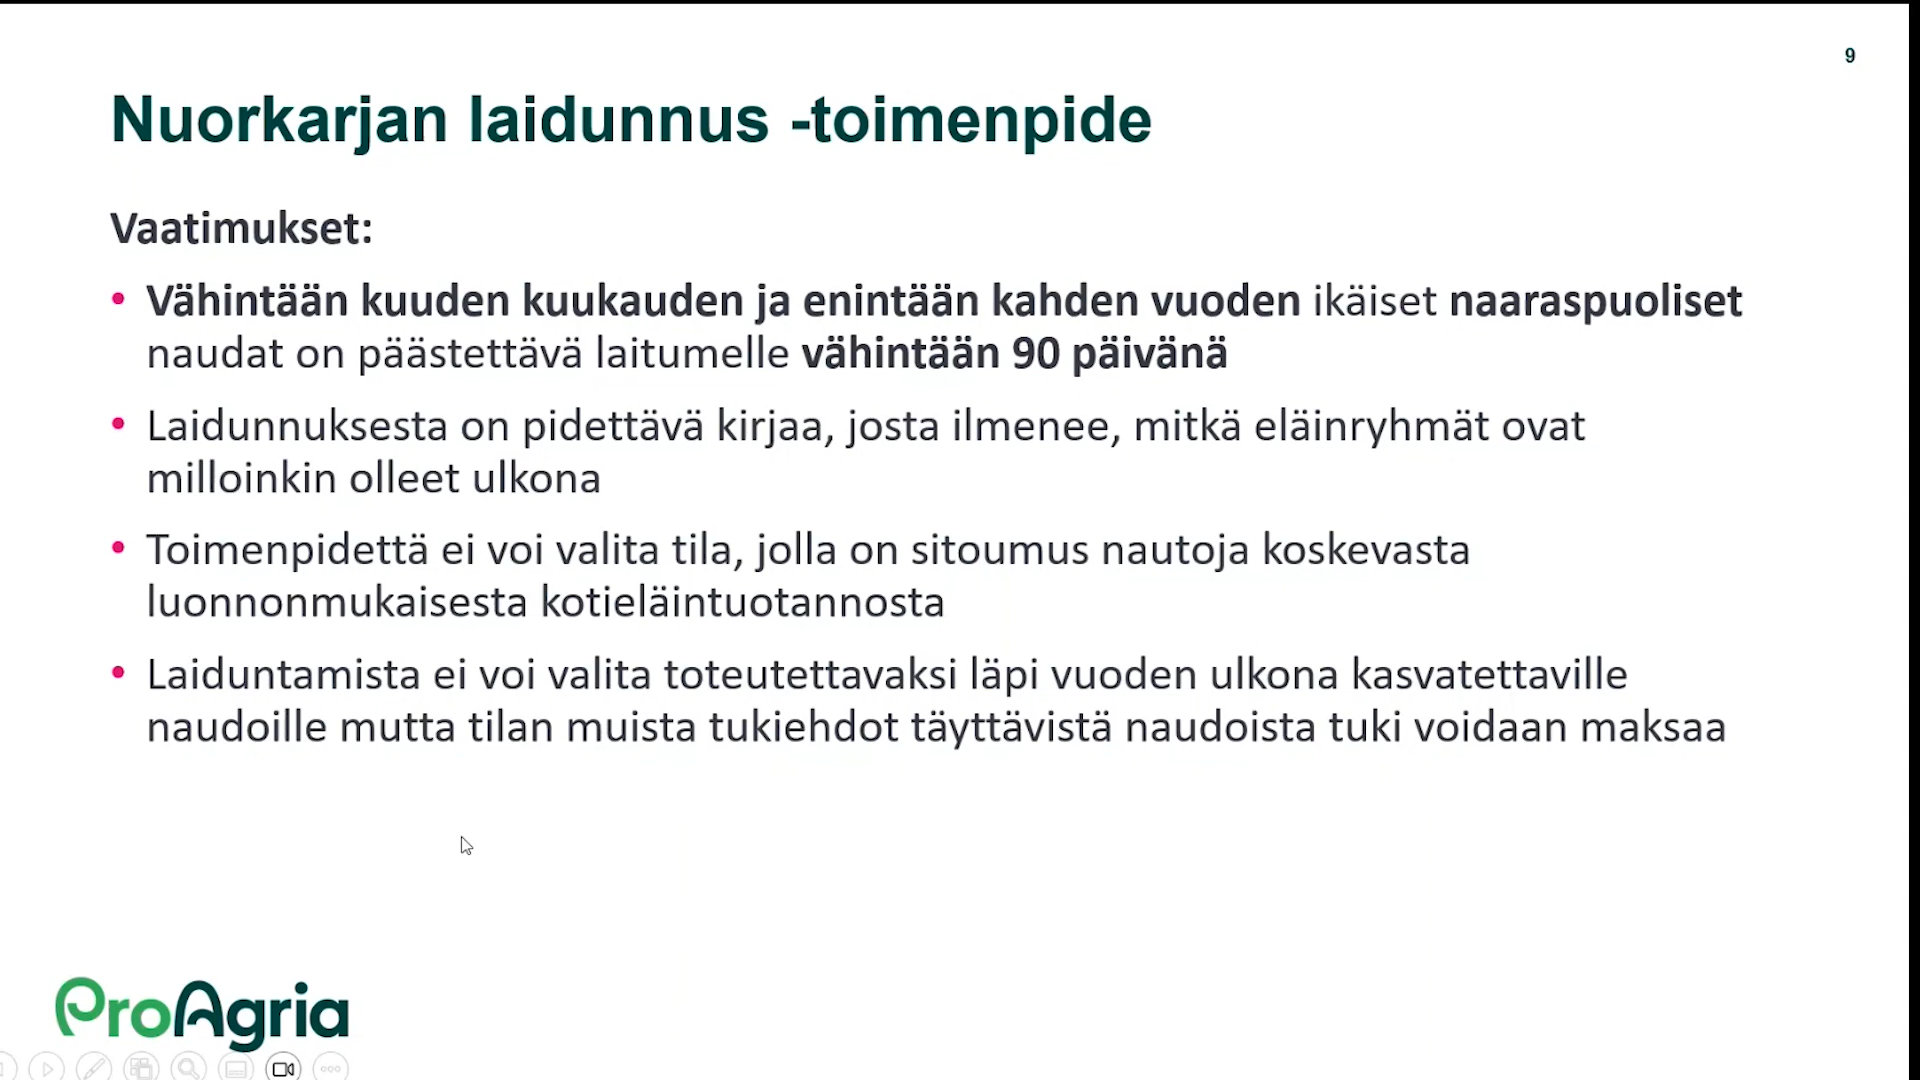 9
Nuorkarjan laidunnus -toimenpide
Vaatimukset:
• Vähintään kuuden kuukauden ja enintään kahden vuoden ikäiset naaraspuoliset
naudat on päästettävä laitumelle vähintään 90 päivänä
• Laidunnuksesta on pidettävä kirjaa, josta ilmenee, mitkä eläinryhmät ovat
milloinkin olleet ulkona
• Toimenpidettä ei voi valita tila, jolla on sitoumus nautoja koskevasta
luonnonmukaisesta kotieläintuotannosta
• Laiduntamista ei voi valita toteutettavaksi läpi vuoden ulkona kasvatettaville
naudoille mutta tilan muista tukiehdot täyttävistä naudoista tuki voidaan maksaa
ProAgria